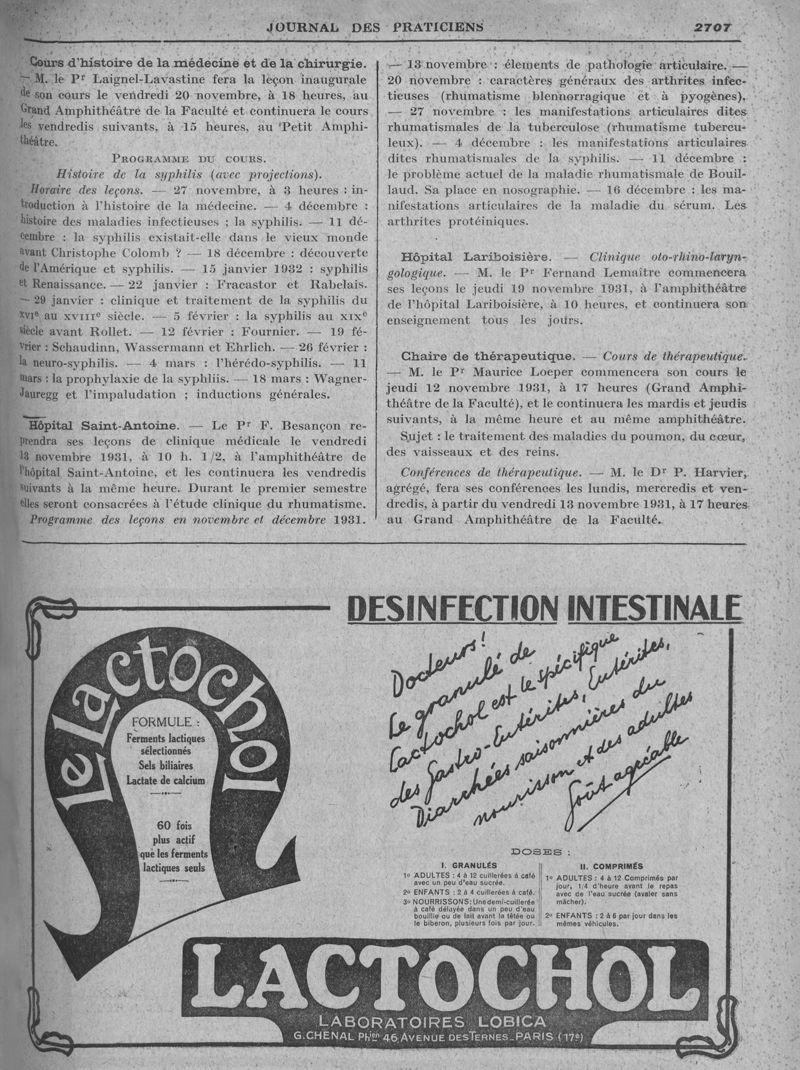 JOURNAL DES PRATICIENS 2707
Cours d'histoire de la médecine et de la chirurgie.
— M. le Pr Laignel-Lavastine fera la leçon inaugurale
de son cours le vendredi 20 novembre, à 18 heures, au
Grand Amphithéâtre de la Faculté et continuera le cours
les vendredis suivants, à 15 heures, au Petit Amphi-
théâtre.
PROGRAMME DU COURS.
Histoire de la syphilis (avec projections).
Horaire des leçons. — 27 novembre, à 3 heures : in-
troduction à l'histoire de la médecine. — 4 décembre :
histoire des maladies infectieuses ; la syphilis. — 11 dé-
cembre : la syphilis existait-elle dans le vieux monde
avant Christophe Colomb ? — 18 décembre : découverte
de l'Amérique et syphilis. — 15 janvier 1932 : syphilis
et Renaissance. — 22 janvier : Fracastor et Rabelais.
— 29 janvier : clinique et traitement de la syphilis du
XVIe au XVIIIe siècle. — 5 février : la syphilis au XIXe
siècle avant Rollet. — 12 février : Fournier. — 19 fé-
vrier : Schaudinn, Wassermann et Ehrlich. — 26 février :
la neuro-syphilis. — 4 mars : l'hérédo-syphilis. — 11
mars : la prophylaxie de la syphliis. — 18 mars : Wagner-
Jauregg et l'impaludation ; inductions générales.
Hôpital Saint-Antoine. — Le Pr F. Besançon re-
prendra ses leçons de clinique médicale le vendredi
13 novembre 1931, à 10 h. 1/2, à l'amphithéâtre de
l'hôpital Saint-Antoine, et les continuera les vendredis
suivants à la même heure. Durant le premier semestre
elles seront consacrées à l'étude clinique du rhumatisme.
Programme des leçons en novembre et décembre 1931.
— 13 novembre : éléments de pathologie articulaire. —
20 novembre : caractères généraux des arthrites infec-
tieuses (rhumatisme blennorragique et à pyogènes).
— 27 novembre : les manifestations articulaires dites
rhumatismales de la tuberculose (rhumatisme tubercu-
leux). — 4 décembre : les manifestations articulaires
dites rhumatismales de la syphilis. — 11 décembre :
le problème actuel de la maladie rhumatismale de Bouil-
laud. Sa place en nosographie. — 16 décembre : les ma-
nifestations articulaires de la maladie du sérum. Les
arthrites protéiniques.
Hôpital Lariboisière. — Clinique oto-rhino-laryn-
gologique. — M. le Pr Fernand Lemaître commencera
ses leçons le jeudi 19 novembre 1931, à l'amphithéâtre
de l'hôpital Lariboisière, à 10 heures, et continuera son
enseignement tous les jours.
Chaire de thérapeutique. — Cours de thérapeutique.
— M. le Pr Maurice Loeper commencera son cours le
jeudi 12 novembre 1931, à 17 heures (Grand Amphi-
théâtre de la Faculté), et le continuera les mardis et jeudis
suivants, à la même heure et au même amphithéâtre.
Sujet : le traitement des maladies du poumon, du cœur,
des vaisseaux et des reins.
Conférences de thérapeutique. — M. le Dr P. Harvier,
agrégé, fera ses conférences les lundis, mercredis et ven-
dredis, à partir du vendredi 13 novembre 1931, à 17 heures
au Grand Amphithéâtre de la Faculté.
DESINFECTION INTESTINALE
Le Lactochol
FORMULE :
Ferments lactiques
sélectionnés
Sels biliaires
Lactate de calcium
60 fois
plus actif
que les ferments
lactiques seuls
Docteurs !
Le granulé de
Lactochol est le spécifique
des Gastro-Entérites, Entérites,
Diarrhées saisonnières du
nourrisson et des adultes
Goût agréable
DOSES :
I. GRANULÉS
1º ADULTES : 4 à 12 cuillerées à café
avec un peu d'eau sucrée.
2º ENFANTS : 2 à 4 cuillerées à café.
3º NOURRISSONS : Une demi-cuillerée
à café délayée dans un peu d'eau
bouillie ou de lait avant la tétée ou
le biberon, plusieurs fois par jour.
II. COMPRIMÉS
1º ADULTES : 4 à 12 Comprimés par
jour, 1/4 d'heure avant le repas
avec de l'eau sucrée (avaler sans
mâcher).
2º ENFANTS : 2 à 6 par jour dans les
mêmes véhicules.
LACTOCHOL
LABORATOIRES LOBICA
G. CHENAL Phien 46 AVENUE DES TERNES_PARIS (17e)